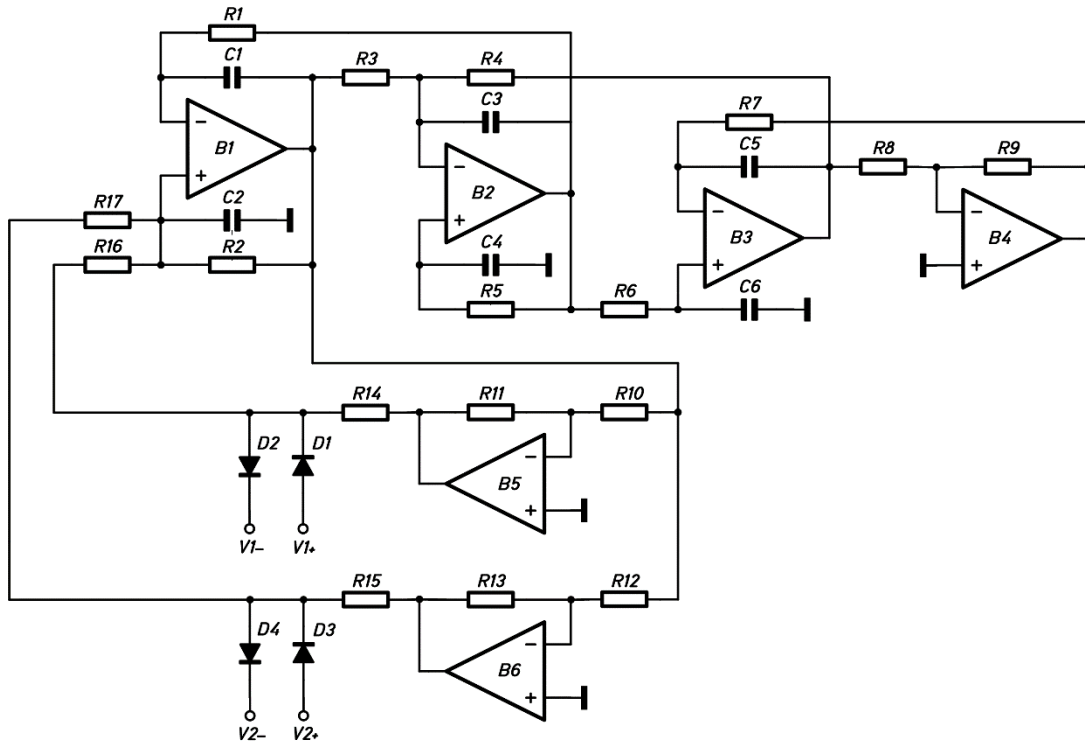 R1
C1
R3
R4
C3
R7
C5
R8
R9
B1
B2
B3
B4
−
+
−
+
−
+
−
+
R17
C2
R16
R2
C4
R5
R6
C6
R14
R11
R10
D2
D1
B5
−
+
V1−
V1+
R15
R13
R12
D4
D3
B6
−
+
V2−
V2+